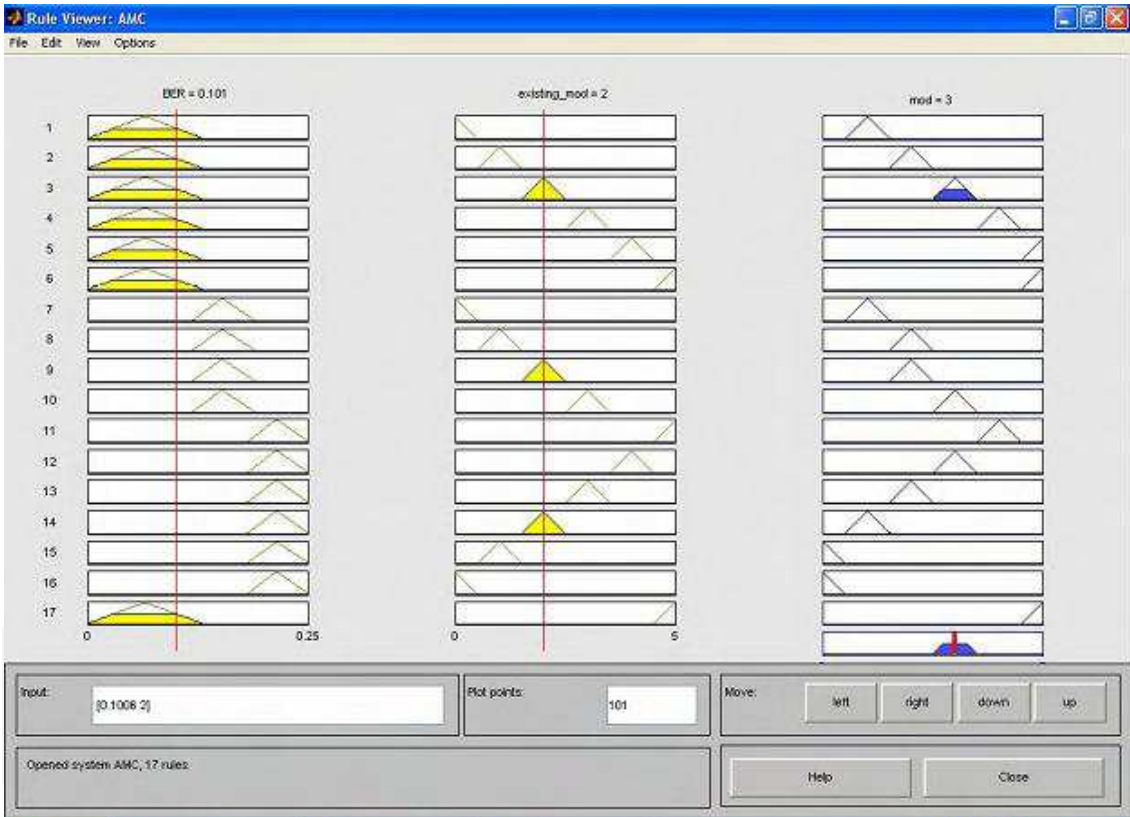 Rule Viewer: AMC
File Edit View Options
BER = 0.101
existing_mod = 2
mod = 3
1
2
3
4
5
6
7
8
9
10
11
12
13
14
15
16
17
0
0.25
0
5
Input:
[0.1006 2]
Plot points:
101
Move:
left
right
down
up
Opened system AMC, 17 rules
Help
Close